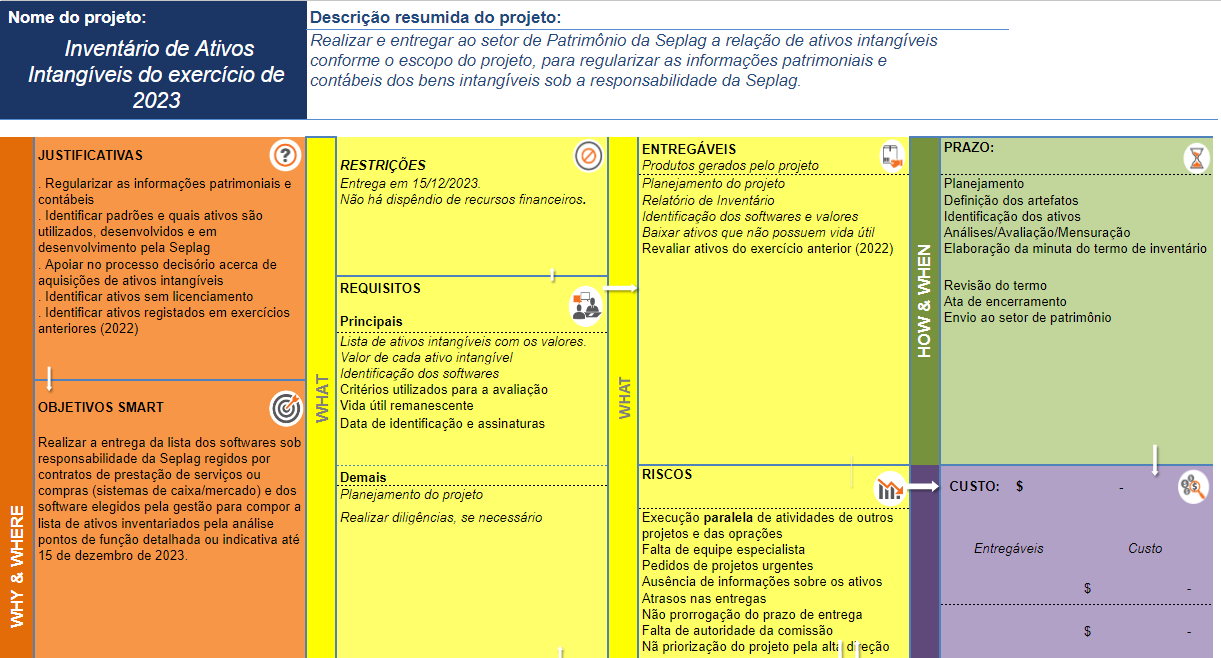 Nome do projeto:
Inventário de Ativos
Intangíveis do exercício de
2023
Descrição resumida do projeto:
Realizar e entregar ao setor de Patrimônio da Seplag a relação de ativos intangíveis
conforme o escopo do projeto, para regularizar as informações patrimoniais e
contábeis dos bens intangíveis sob a responsabilidade da Seplag.
WHY & WHERE
JUSTIFICATIVAS
?
. Regularizar as informações patrimoniais e
contábeis
. Identificar padrões e quais ativos são
utilizados, desenvolvidos e em
desenvolvimento pela Seplag
. Apoiar no processo decisório acerca de
aquisições de ativos intangíveis
. Identificar ativos sem licenciamento
. Identificar ativos registados em exercícios
anteriores (2022)
OBJETIVOS SMART
Realizar a entrega da lista dos softwares sob
responsabilidade da Seplag regidos por
contratos de prestação de serviços ou
compras (sistemas de caixa/mercado) e dos
software elegidos pela gestão para compor a
lista de ativos inventariados pela análise
pontos de função detalhada ou indicativa até
15 de dezembro de 2023.
WHAT
RESTRIÇÕES
Entrega em 15/12/2023.
Não há dispêndio de recursos financeiros.
REQUISITOS
Principais
Lista de ativos intangíveis com os valores.
Valor de cada ativo intangível
Identificação dos softwares
Critérios utilizados para a avaliação
Vida útil remanescente
Data de identificação e assinaturas
Demais
Planejamento do projeto
Realizar diligências, se necessário
WHAT
ENTREGÁVEIS
Produtos gerados pelo projeto
Planejamento do projeto
Relatório de Inventário
Identificação dos softwares e valores
Baixar ativos que não possuem vida útil
Revaliar ativos do exercício anterior (2022)
RISCOS
Execução paralela de atividades de outros
projetos e das oprações
Falta de equipe especialista
Pedidos de projetos urgentes
Ausência de informações sobre os ativos
Atrasos nas entregas
Não prorrogação do prazo de entrega
Falta de autoridade da comissão
Nã priorização do projeto pela alta direção
HOW & WHEN
PRAZO:
Planejamento
Definição dos artefatos
Identificação dos ativos
Análises/Avaliação/Mensuração
Elaboração da minuta do termo de inventário
Revisão do termo
Ata de encerramento
Envio ao setor de patrimônio
CUSTO: $ -
Entregáveis Custo
$ -
$ -